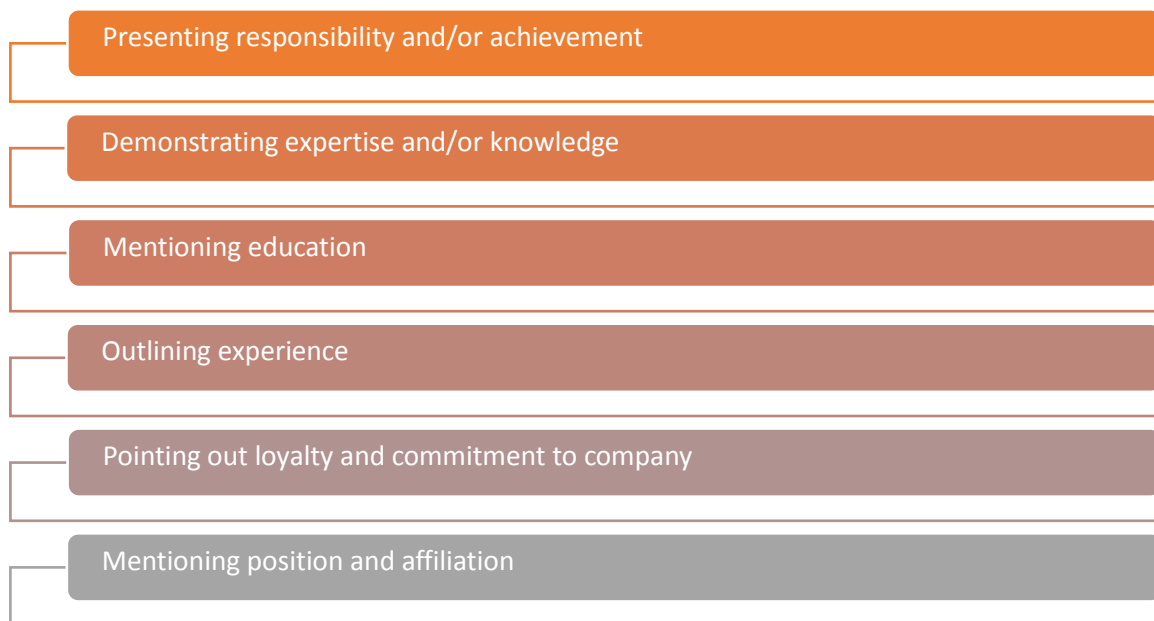 Presenting responsibility and/or achievement
Demonstrating expertise and/or knowledge
Mentioning education
Outlining experience
Pointing out loyalty and commitment to company
Mentioning position and affiliation